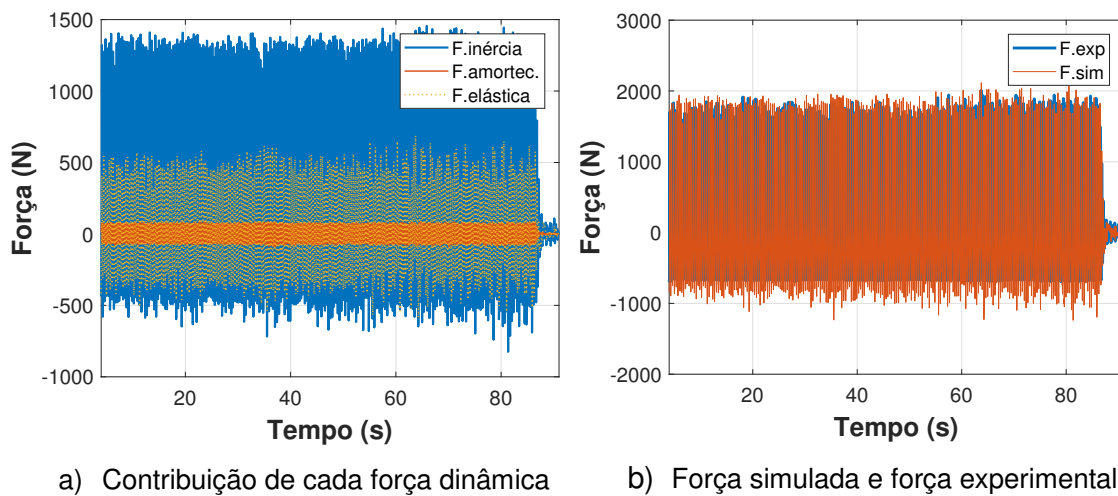 1500
1000
500
0
-500
-1000
20
40
60
80
Força (N)
Tempo (s)
F.inércia
F.amortec.
F.elástica
a) Contribuição de cada força dinâmica
3000
2000
1000
0
-1000
-2000
20
40
60
80
Força (N)
Tempo (s)
F.exp
F.sim
b) Força simulada e força experimental